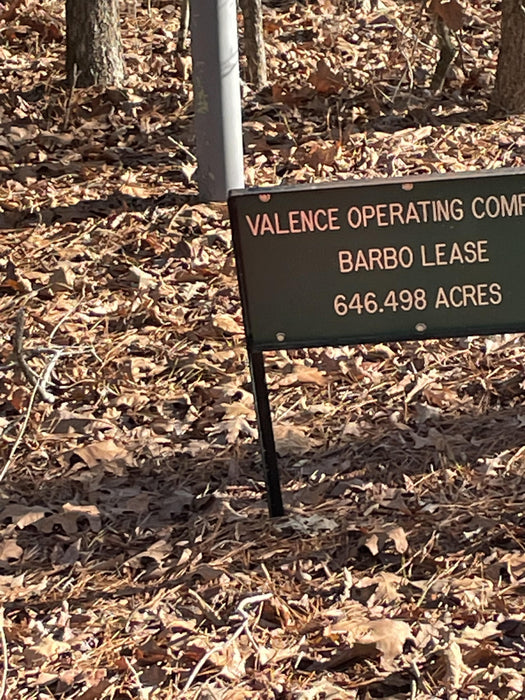 VALENCE OPERATING COMP
BARBO LEASE
646.498 ACRES